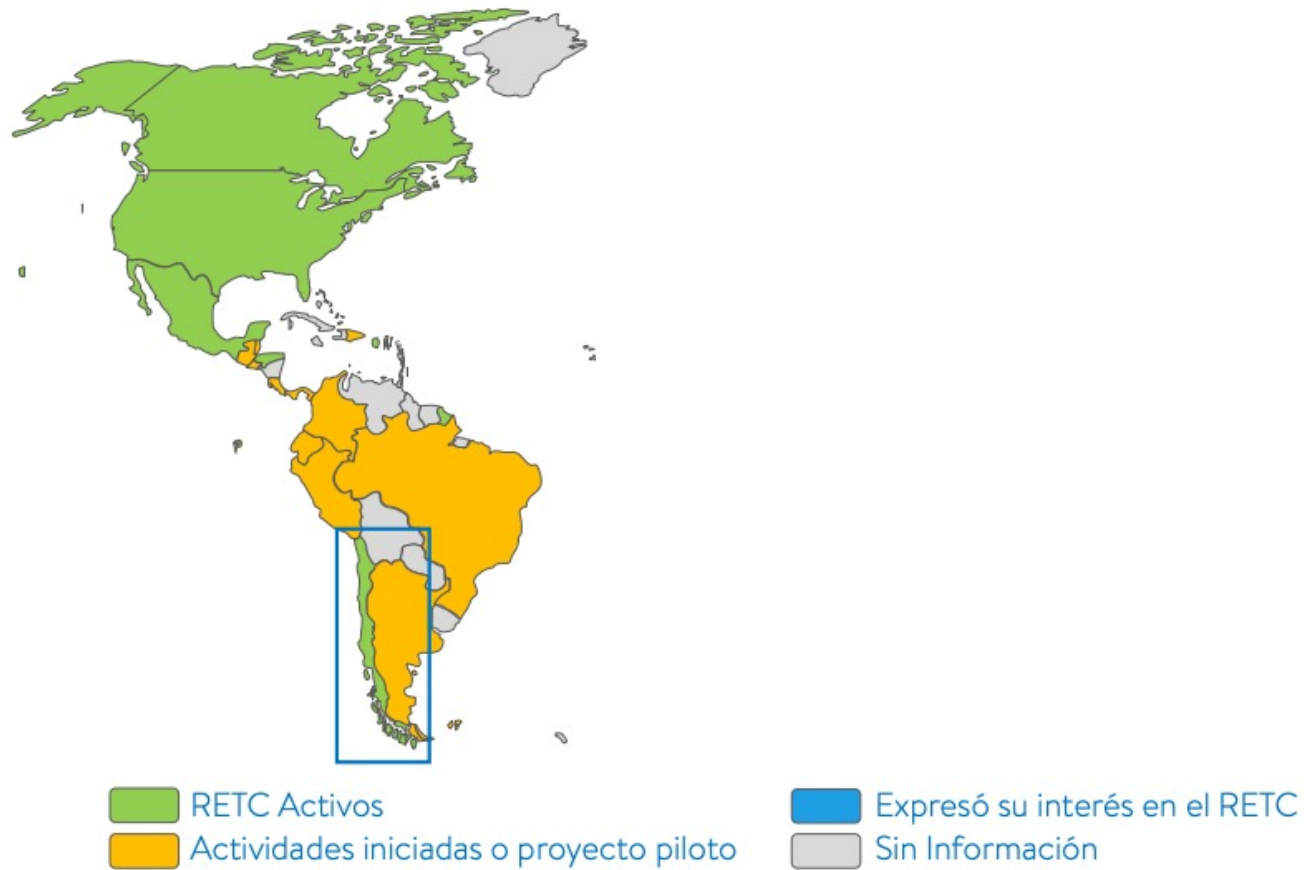 RETC Activos
Actividades iniciadas o proyecto piloto
Expresó su interés en el RETC
Sin Información